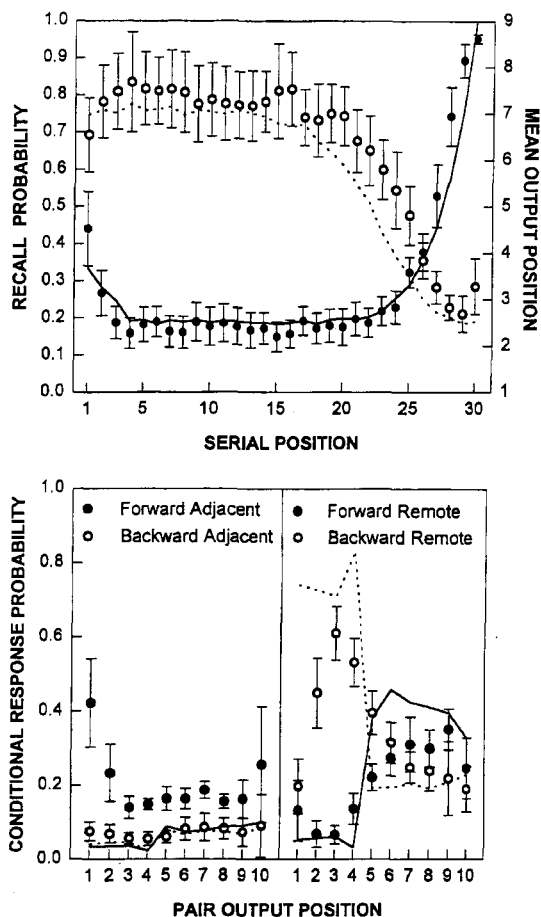 RECALL PROBABILITY
1.0
0.9
0.8
0.7
0.6
0.5
0.4
0.3
0.2
0.1
0.0
9
8
7
6
5
4
3
2
1
MEAN OUTPUT POSITION
1 5 10 15 20 25 30
SERIAL POSITION
CONDITIONAL RESPONSE PROBABILITY
1.0
0.8
0.6
0.4
0.2
0.0
Forward Adjacent
Backward Adjacent
Forward Remote
Backward Remote
1 2 3 4 5 6 7 8 9 10
1 2 3 4 5 6 7 8 9 10
PAIR OUTPUT POSITION